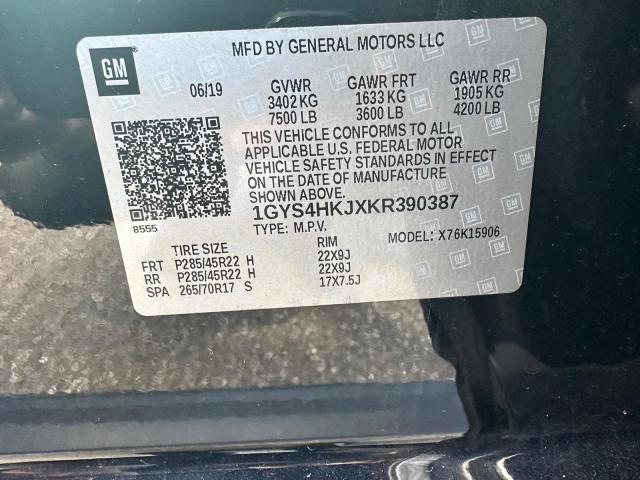 MFD BY GENERAL MOTORS LLC
GM
06/19 GVWR GAWR FRT GAWR RR
3402 KG 1633 KG 1905 KG
7500 LB 3600 LB 4200 LB
THIS VEHICLE CONFORMS TO ALL
APPLICABLE U.S. FEDERAL MOTOR
VEHICLE SAFETY STANDARDS IN EFFECT
ON THE DATE OF MANUFACTURE
SHOWN ABOVE.
1GYS4HKJXKR390387
8555
TYPE: M.P.V. MODEL: X76K15906
TIRE SIZE RIM
FRT P285/45R22 H 22X9J
RR P285/45R22 H 22X9J
SPA 265/70R17 S 17X7.5J